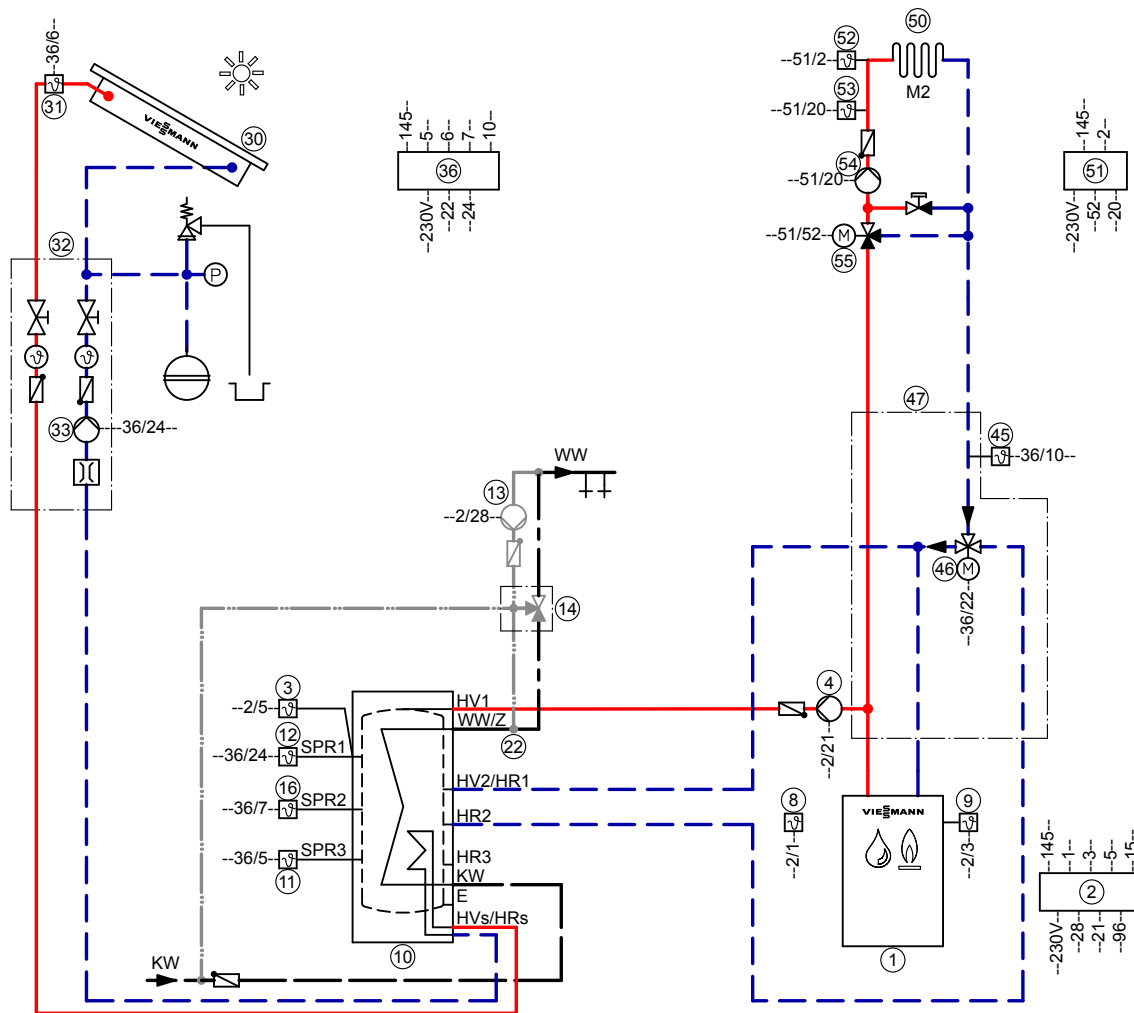 50
52
--51/2--
M2
53
--51/20--
54
--51/20--
--51/52--
M
55
--36/6--
31
VIESSMANN
30
--145--
--5--
--6--
--7--
--10--
36
--230V--
--22--
--24--
--145--
--2--
51
--230V--
--52--
--20--
32
P
33
--36/24--
47
45
--36/10--
46
M
--36/22--
WW
13
--2/28--
14
3
--2/5--
12
--36/24--
SPR1
16
--36/7--
SPR2
--36/5--
SPR3
11
HV1
WW/Z
22
HV2/HR1
HR2
HR3
KW
E
HVs/HRs
10
KW
4
--2/21--
8
--2/1--
VIESSMANN
9
--2/3--
1
--145--
--1--
--3--
--5--
--15--
2
--230V--
--28--
--21--
--96--